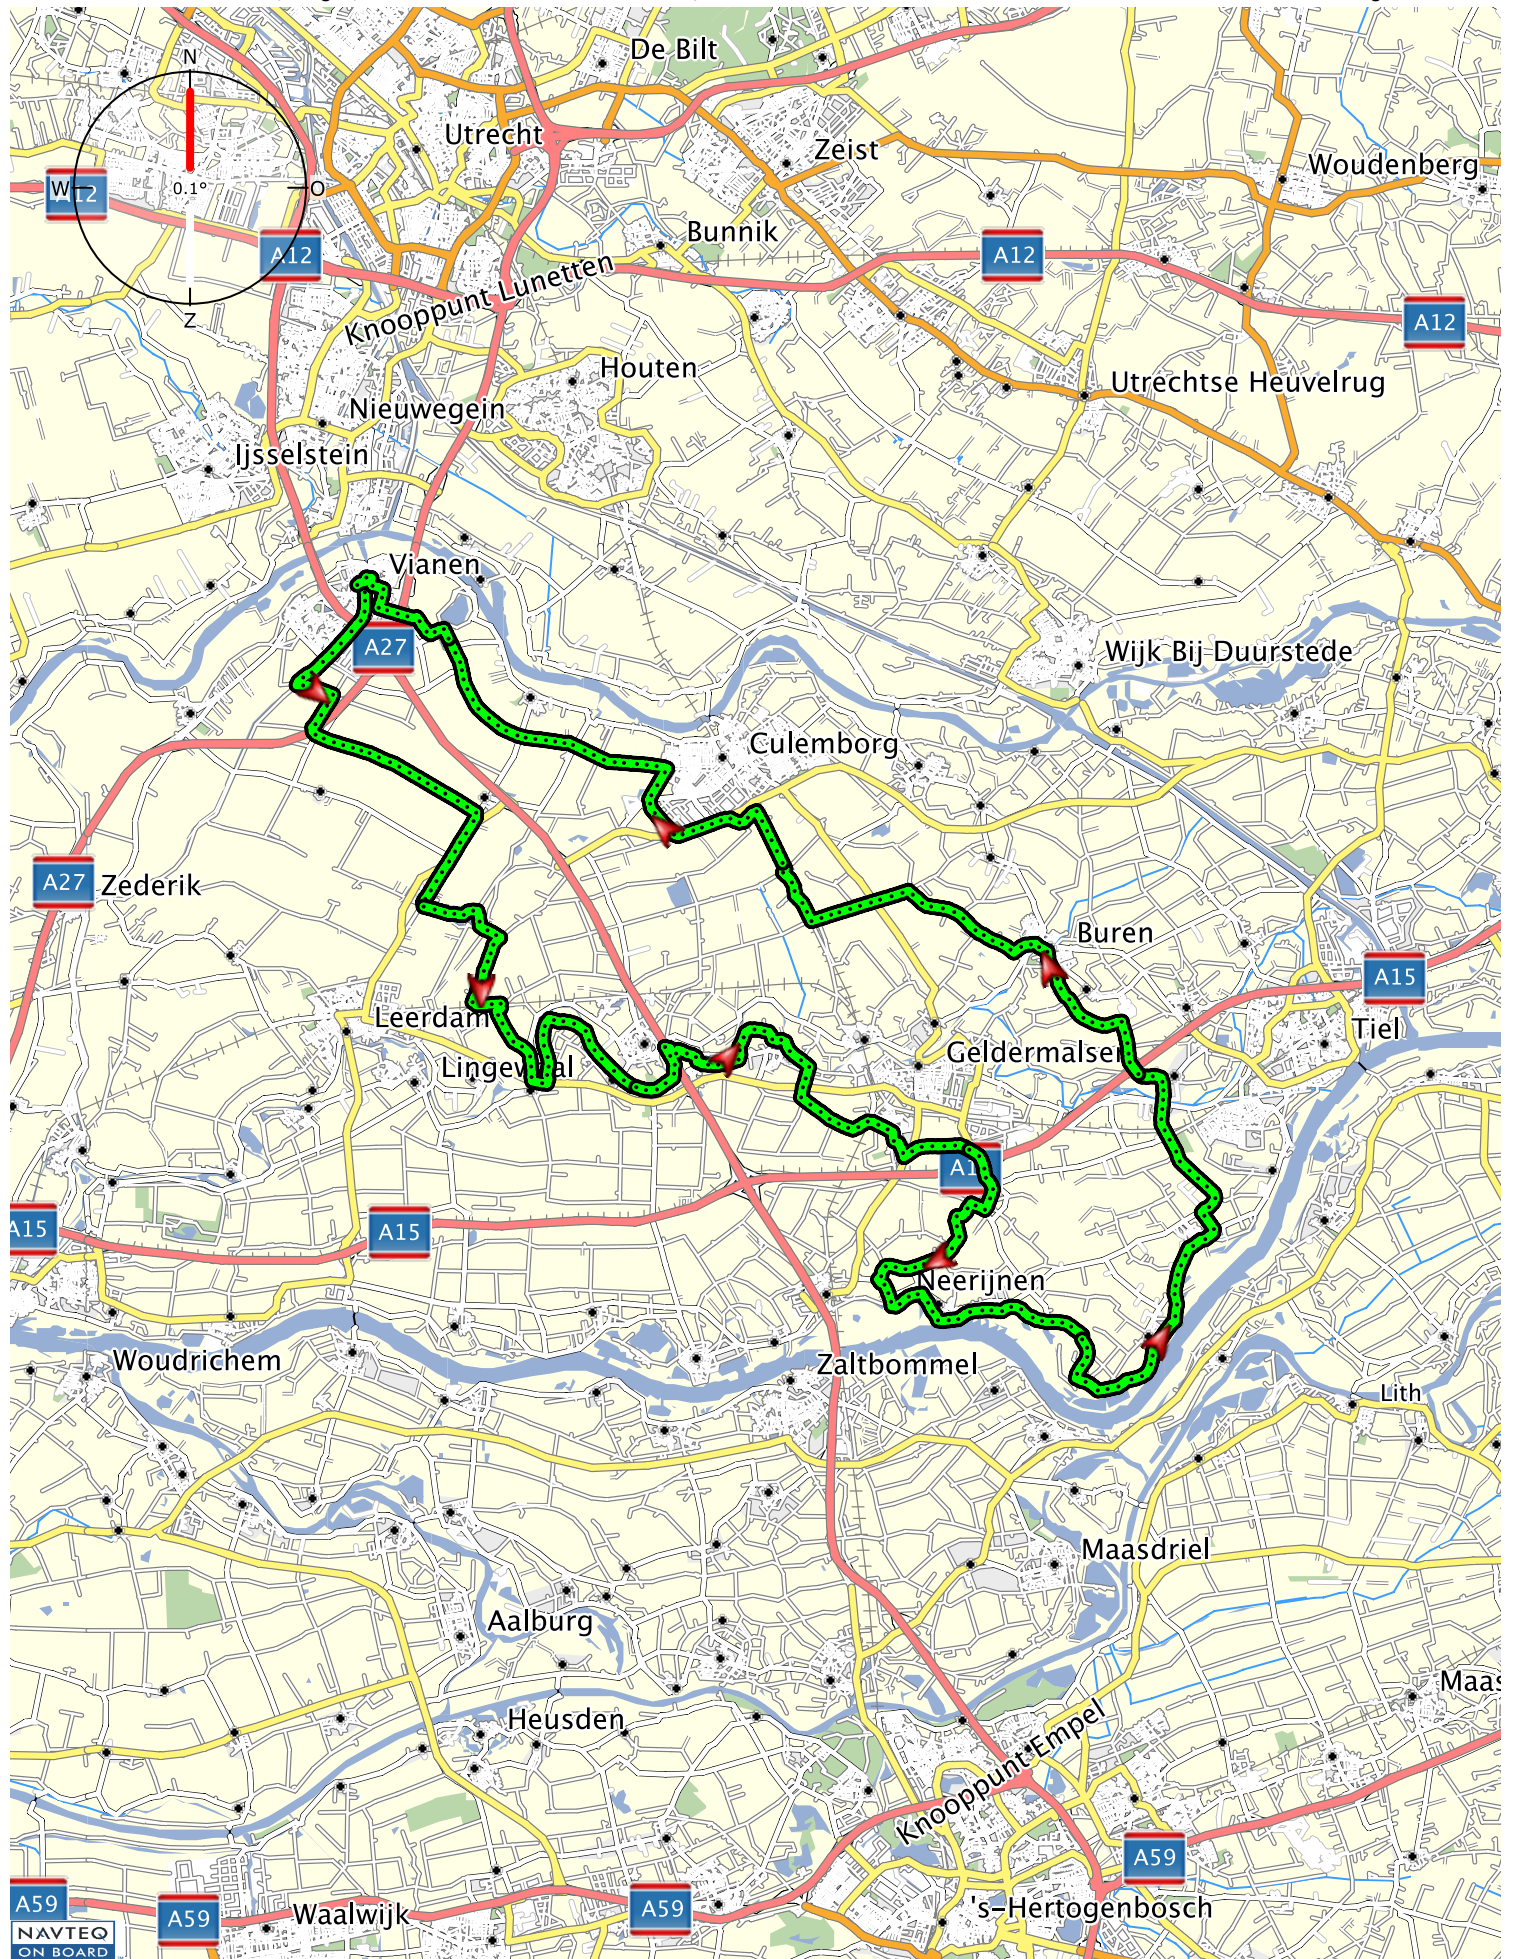 De Bilt
N
Utrecht
Zeist
Woudenberg
W
O
0.1°
Bunnik
A12
A12
Knooppunt Lunetten
Z
A12
Houten
Utrechtse Heuvelrug
Nieuwegein
Ijsselstein
Vianen
A27
Wijk Bij Duurstede
Culemborg
A27
Zederik
Buren
A15
Leerdam
Tiel
Geldermalsen
Lingewaal
A15
A15
Neerijnen
Woudrichem
Zaltbommel
Lith
Maasdriel
Aalburg
Maas
Heusden
Knooppunt Empel
A59
A59
A59
A59
Waalwijk
's-Hertogenbosch
NAVTEQ
ON BOARD